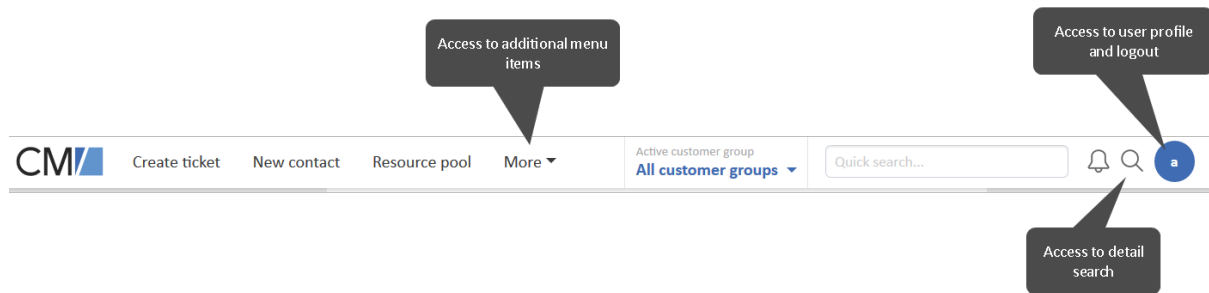 Access to user profile
and logout
Access to additional menu
items
CM/
Create ticket New contact Resource pool More
Active customer group
All customer groups
Quick search...
a
Access to detail
search